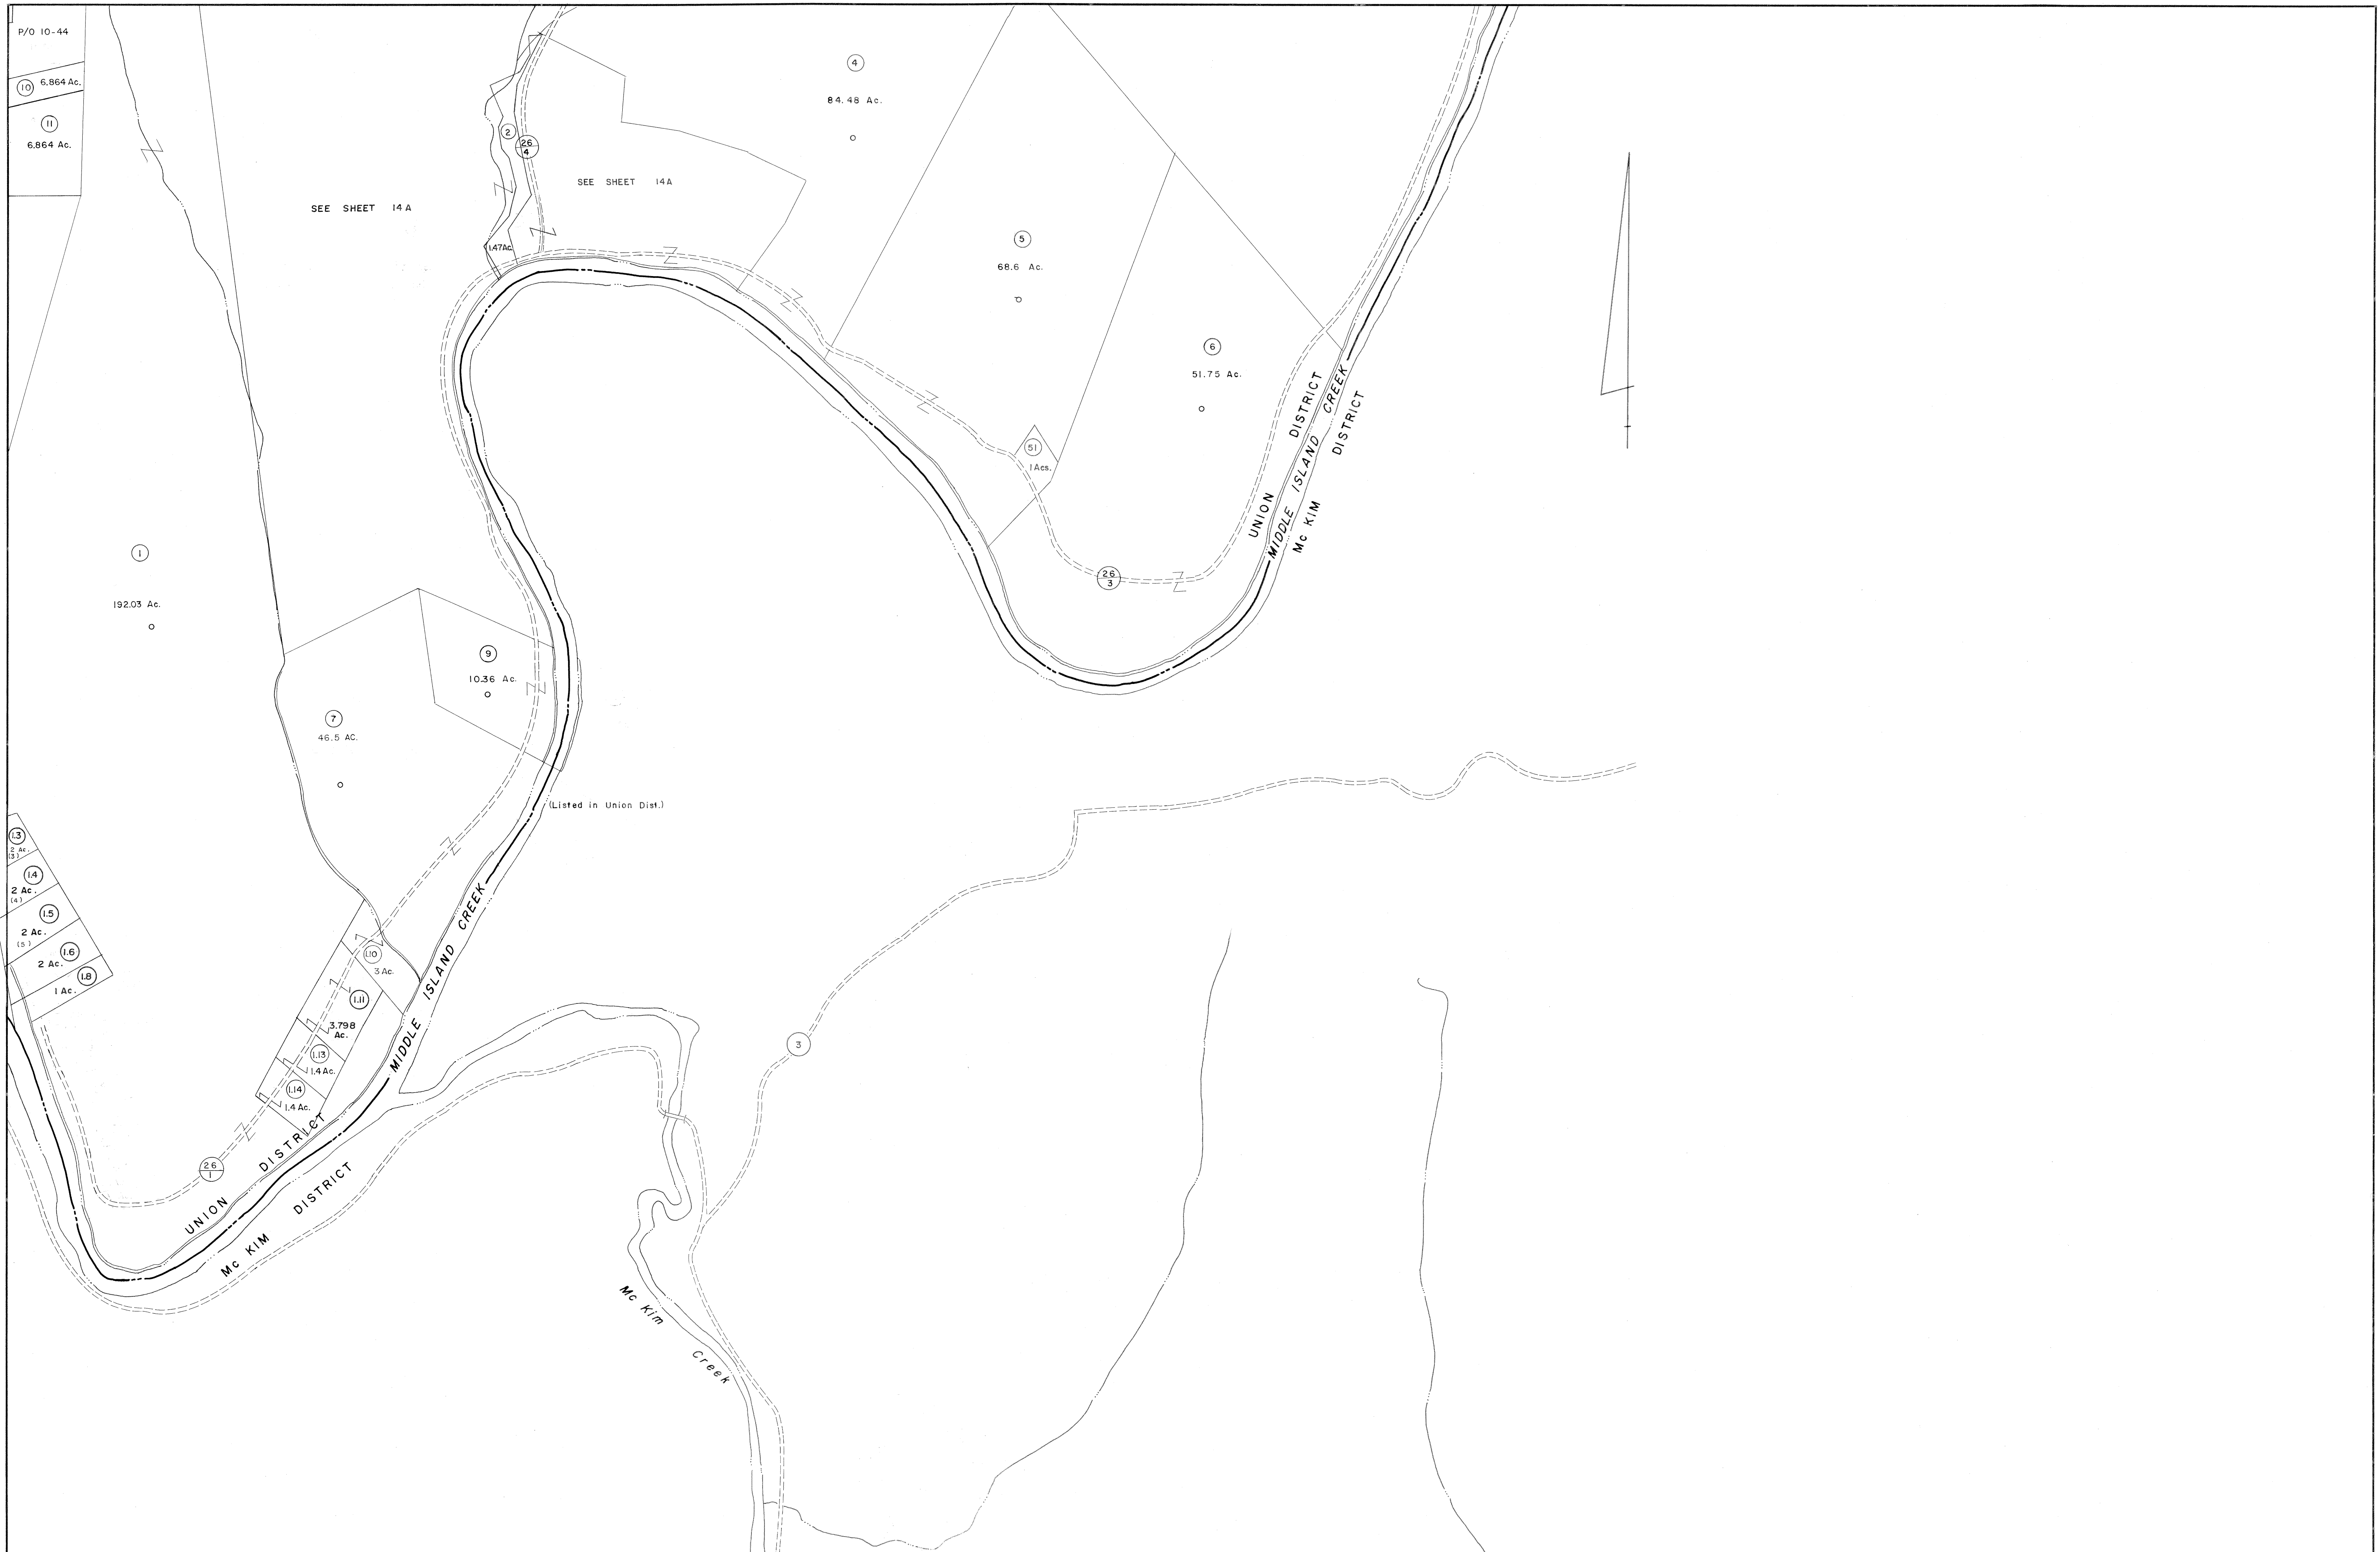 P/O 10-44
10 6.864 Ac.
11
6.864 Ac.
SEE SHEET 14A
2
26
4
1.47Ac.
SEE SHEET 14A
4
84.48 Ac.
5
68.6 Ac.
6
51.75 Ac.
51
1 Acs.
UNION DISTRICT
MIDDLE ISLAND CREEK
Mc KIM DISTRICT
26
3
1
192.03 Ac.
9
10.36 Ac.
7
46.5 AC.
(Listed in Union Dist.)
1.3
2 Ac.
(3)
1.4
2 Ac.
(4)
1.5
2 Ac.
(5)
1.6
2 Ac.
1.8
1 Ac.
1.10
3 Ac.
1.11
3.798
Ac.
1.13
1.4 Ac.
1.14
1.4 Ac.
MIDDLE ISLAND CREEK
26
1
UNION DISTRICT
Mc KIM DISTRICT
3
Mc Kim Creek